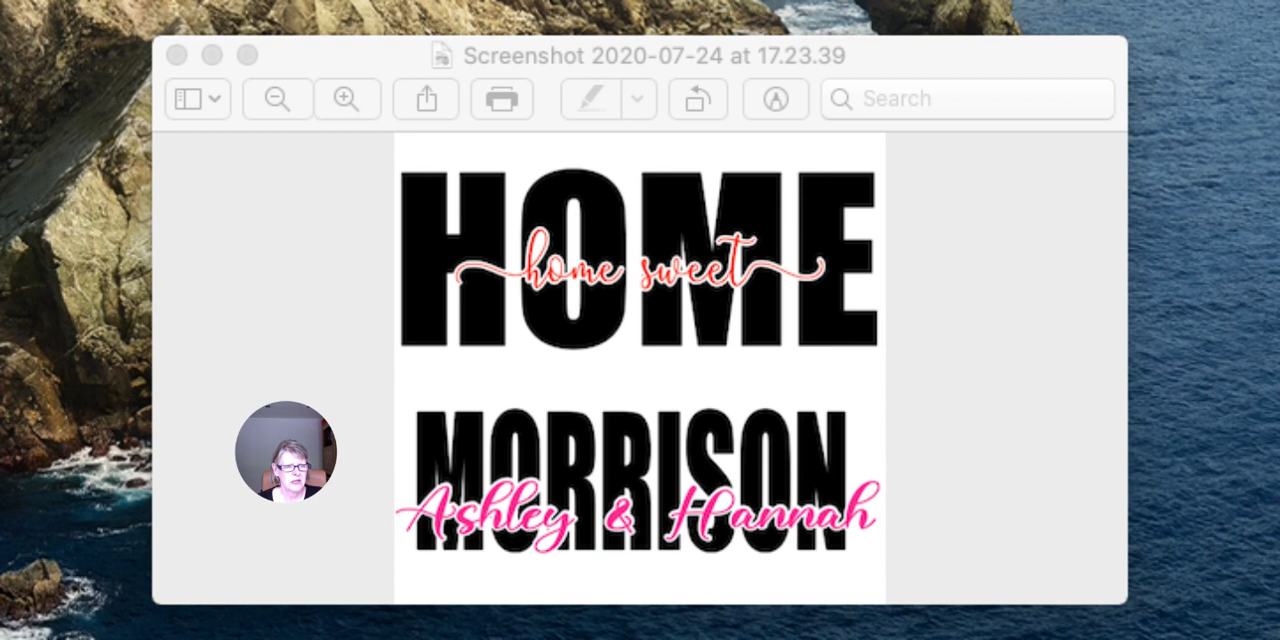 Screenshot 2020-07-24 at 17.23.39
Search
HOME
home sweet
MORRISON
Ashley & Hannah